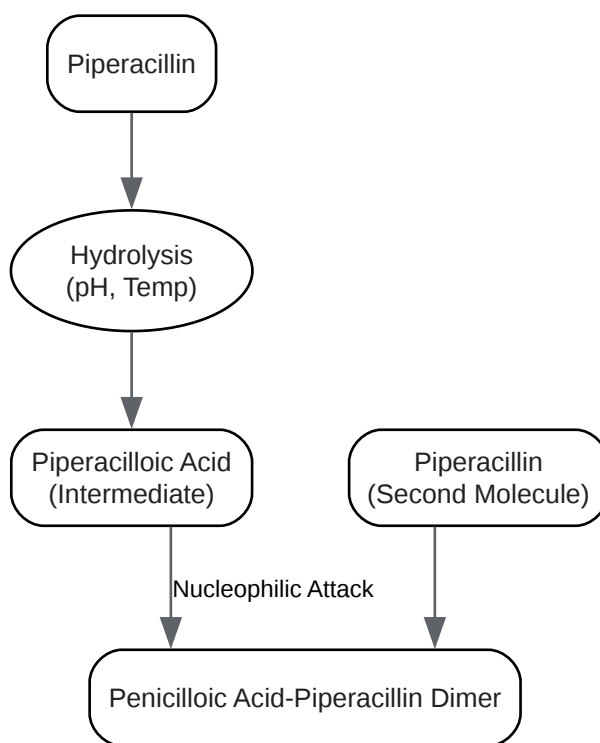 Piperacillin
Hydrolysis
(pH, Temp)
Piperacilloic Acid
(Intermediate)
Piperacillin
(Second Molecule)
Nucleophilic Attack
Penicilloic Acid-Piperacillin Dimer